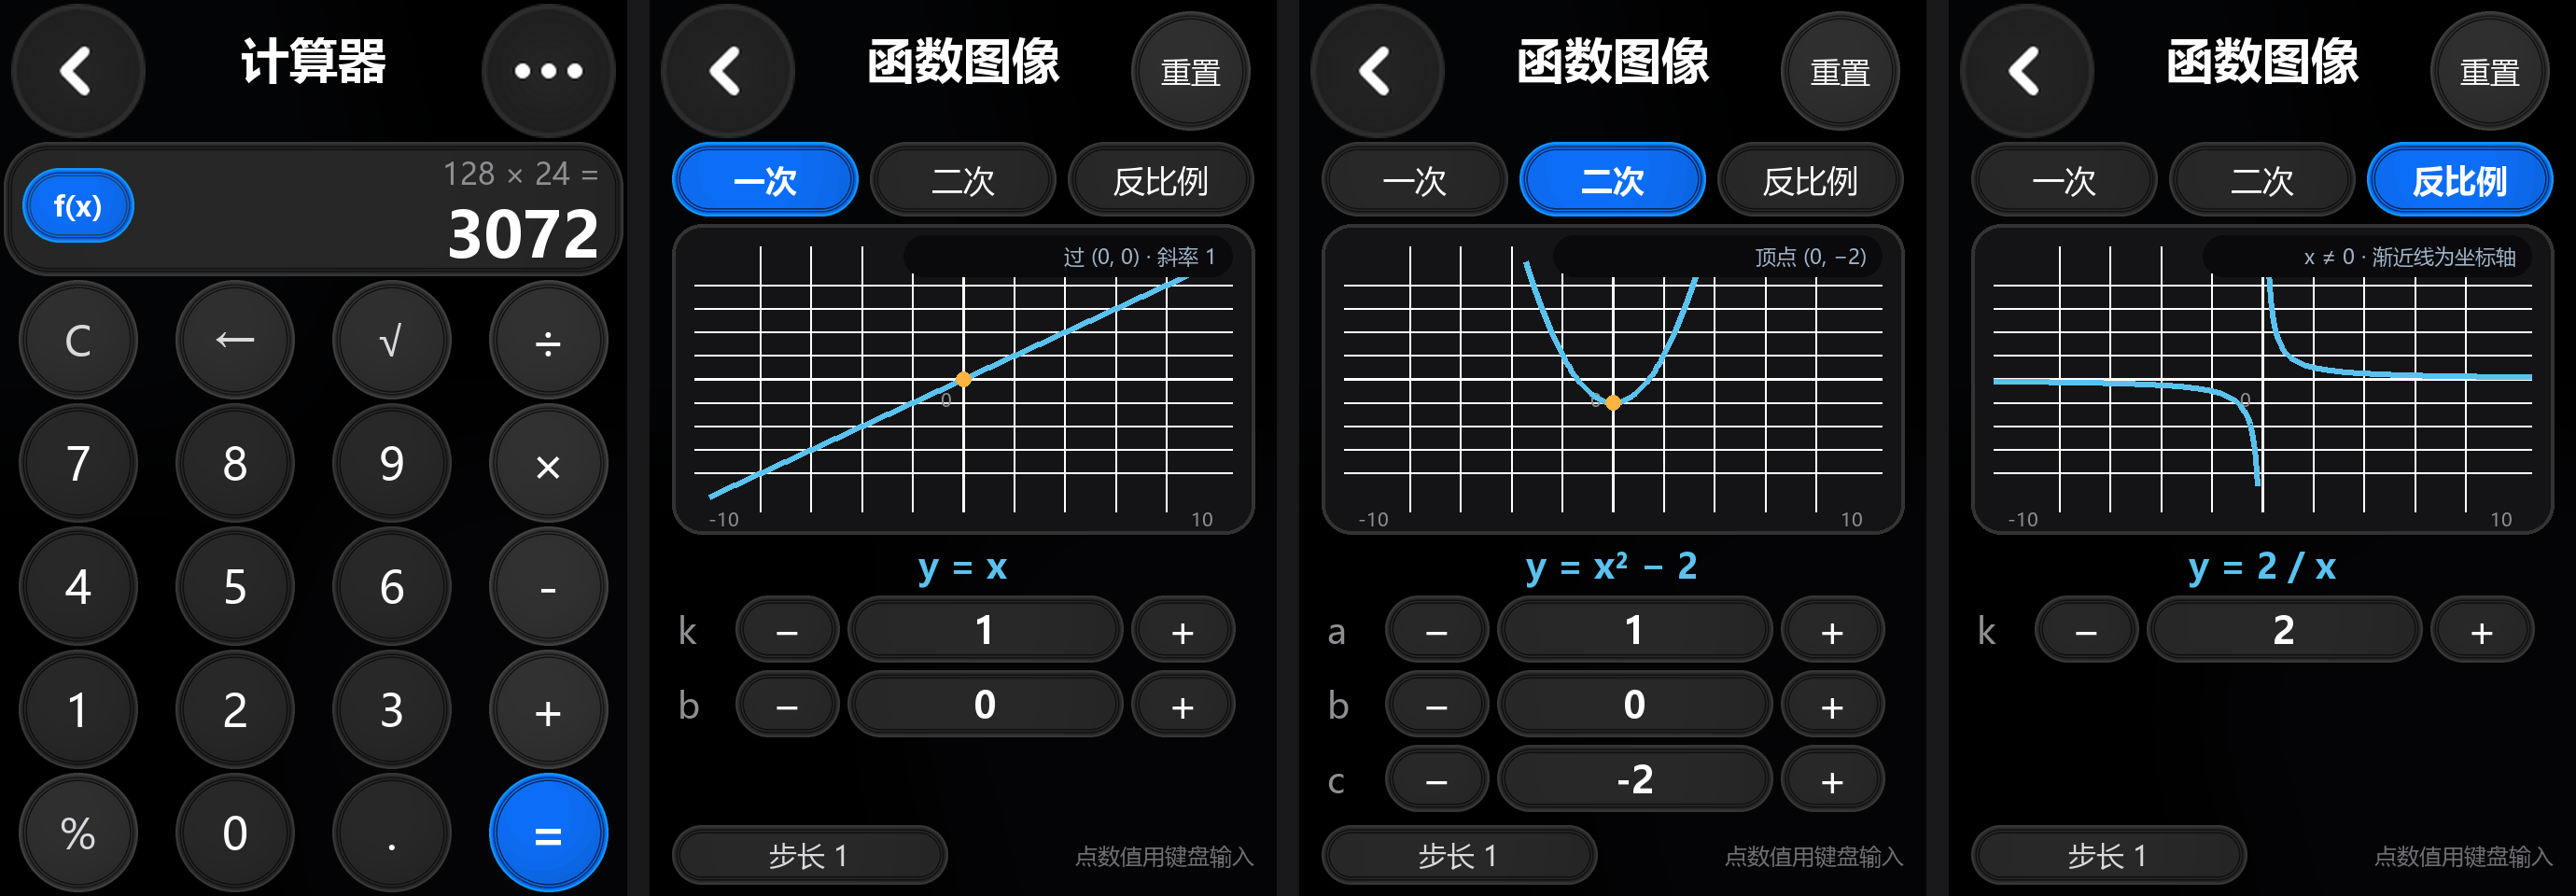 计算器
•••
f(x)
128 × 24 =
3072
C ← √ ÷
7 8 9 ×
4 5 6 -
1 2 3 +
% 0 . =
函数图像
重置
一次 二次 反比例
过 (0, 0) · 斜率 1
0
-10 10
y = x
k − 1 +
b − 0 +
步长 1
点数值用键盘输入
函数图像
重置
一次 二次 反比例
顶点 (0, −2)
0
-10 10
y = x² − 2
a − 1 +
b − 0 +
c − -2 +
步长 1
点数值用键盘输入
函数图像
重置
一次 二次 反比例
x ≠ 0 · 渐近线为坐标轴
0
-10 10
y = 2 / x
k − 2 +
步长 1
点数值用键盘输入